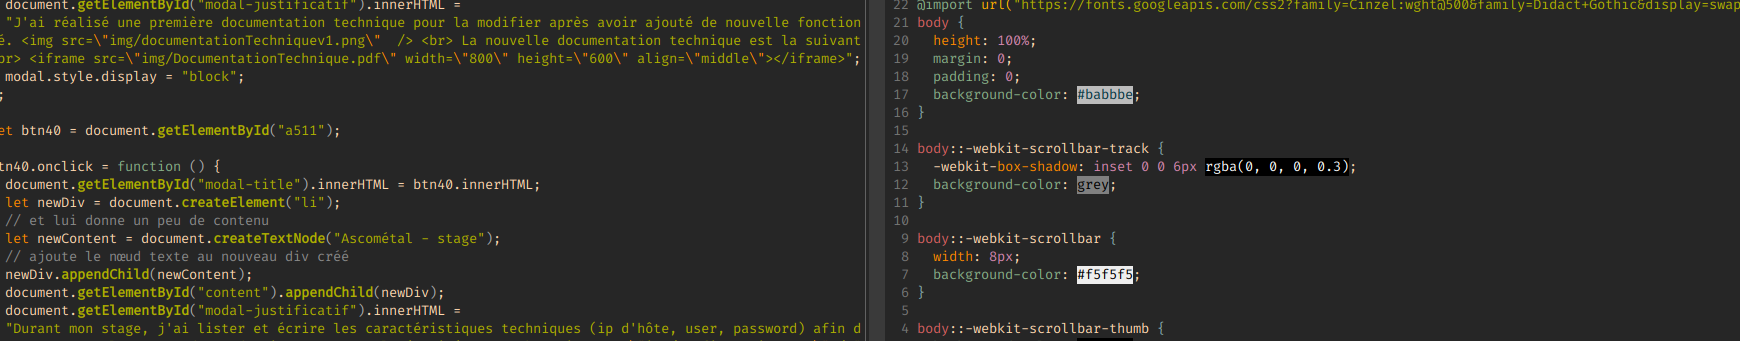 document.getElementById("modal-justificatif").innerHTML =
"J'ai réalisé une première documentation technique pour la modifier après avoir ajouté de nouvelle fonction
é. <img src=\"img/documentationTechniquev1.png\"  /> <br> La nouvelle documentation technique est la suivant
or> <iframe src=\"img/DocumentationTechnique.pdf\" width=\"800\" height=\"600\" align=\"middle\"></iframe>";
modal.style.display = "block";
;
et btn40 = document.getElementById("a511");
tn40.onclick = function () {
document.getElementById("modal-title").innerHTML = btn40.innerHTML;
let newDiv = document.createElement("li");
// et lui donne un peu de contenu
let newContent = document.createTextNode("Ascométal - stage");
// ajoute le nœud texte au nouveau div créé
newDiv.appendChild(newContent);
document.getElementById("content").appendChild(newDiv);
document.getElementById("modal-justificatif").innerHTML =
"Durant mon stage, j'ai lister et écrire les caractéristiques techniques (ip d'hôte, user, password) afin d
22 @import url("https://fonts.googleapis.com/css2?family=Cinzel:wght@500&family=Didact+Gothic&display=swap
21 body {
20   height: 100%;
19   margin: 0;
18   padding: 0;
17   background-color: #babbbe;
16 }
15
14 body::-webkit-scrollbar-track {
13   -webkit-box-shadow: inset 0 0 6px rgba(0, 0, 0, 0.3);
12   background-color: grey;
11 }
10
9 body::-webkit-scrollbar {
8   width: 8px;
7   background-color: #f5f5f5;
6 }
5
4 body::-webkit-scrollbar-thumb {